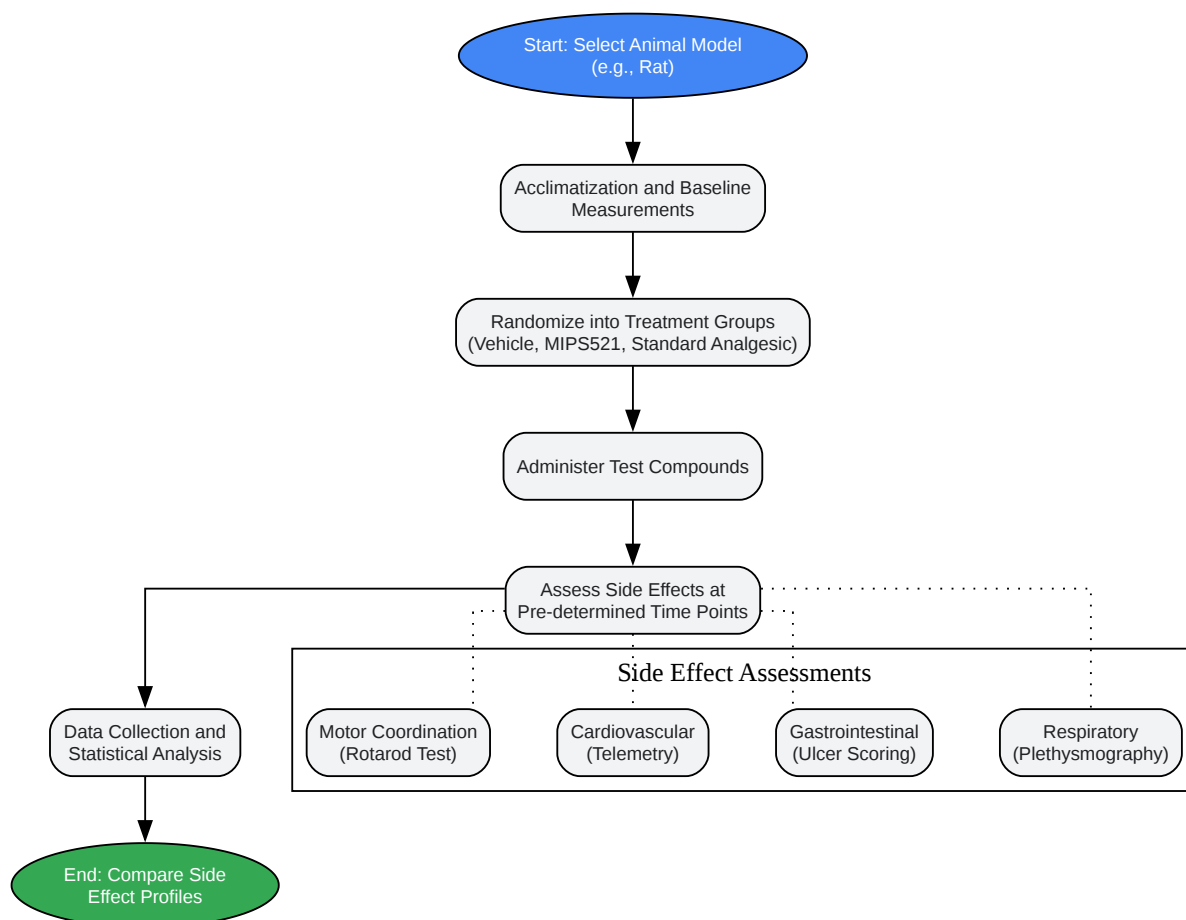 Start: Select Animal Model
(e.g., Rat)
Acclimatization and Baseline
Measurements
Randomize into Treatment Groups
(Vehicle, MIPS521, Standard Analgesic)
Administer Test Compounds
Assess Side Effects at
Pre-determined Time Points
Side Effect Assessments
Data Collection and
Statistical Analysis
Motor Coordination
(Rotarod Test)
Cardiovascular
(Telemetry)
Gastrointestinal
(Ulcer Scoring)
Respiratory
(Plethysmography)
End: Compare Side
Effect Profiles